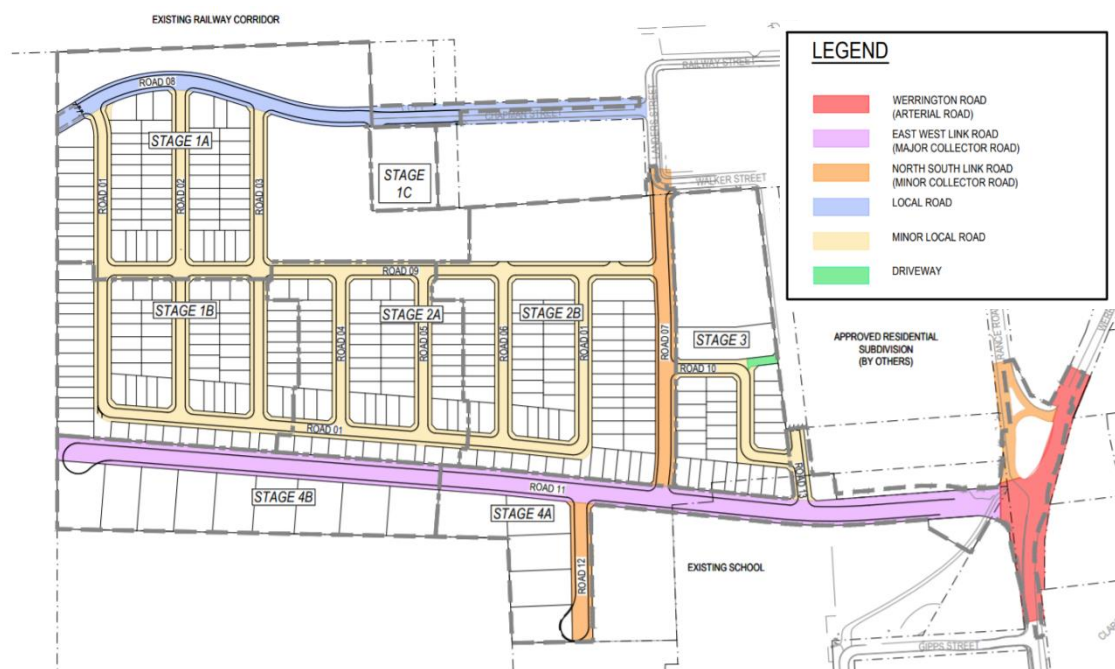 EXISTING RAILWAY CORRIDOR
LEGEND
WERRINGTON ROAD
(ARTERIAL ROAD)
EAST WEST LINK ROAD
(MAJOR COLLECTOR ROAD)
NORTH SOUTH LINK ROAD
(MINOR COLLECTOR ROAD)
LOCAL ROAD
MINOR LOCAL ROAD
DRIVEWAY
RAILWAY STREET
LANDERS STREET
WALKER STREET
CHAPMAN STREET
ROAD 08
STAGE 1A
STAGE
1C
ROAD 01
ROAD 02
ROAD 03
ROAD 09
STAGE 1B
STAGE 2A
STAGE 2B
ROAD 04
ROAD 05
ROAD 06
ROAD 01
ROAD 07
STAGE 3
ROAD 10
APPROVED RESIDENTIAL
SUBDIVISION
(BY OTHERS)
ROAD 01
ROAD 11
ROAD 13
STAGE 4B
STAGE 4A
ROAD 12
EXISTING SCHOOL
GIPPS STREET